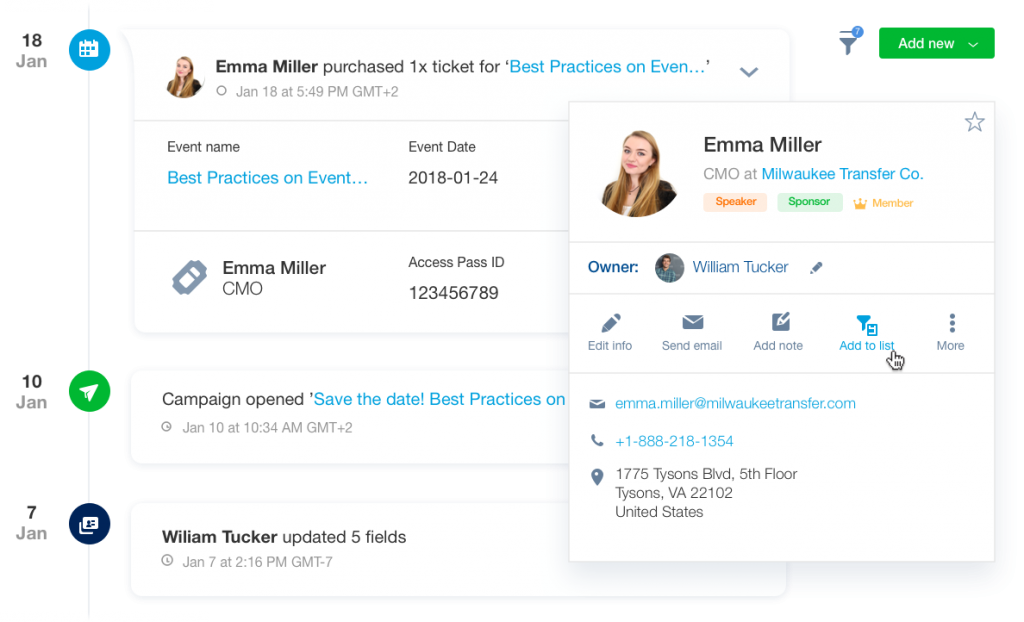 18
Jan
Emma Miller purchased 1x ticket for ‘Best Practices on Even…’
Jan 18 at 5:49 PM GMT+2
7
Add new
Event name
Event Date
Best Practices on Event…
2018-01-24
Emma Miller
CMO
Access Pass ID
123456789
10
Jan
Campaign opened ’Save the date! Best Practices on
Jan 10 at 10:34 AM GMT+2
7
Jan
Wiliam Tucker updated 5 fields
Jan 7 at 2:16 PM GMT-7
Emma Miller
CMO at Milwaukee Transfer Co.
Speaker
Sponsor
Member
Owner:
William Tucker
Edit info
Send email
Add note
Add to list
More
emma.miller@milwaukeetransfer.com
+1-888-218-1354
1775 Tysons Blvd, 5th Floor
Tysons, VA 22102
United States